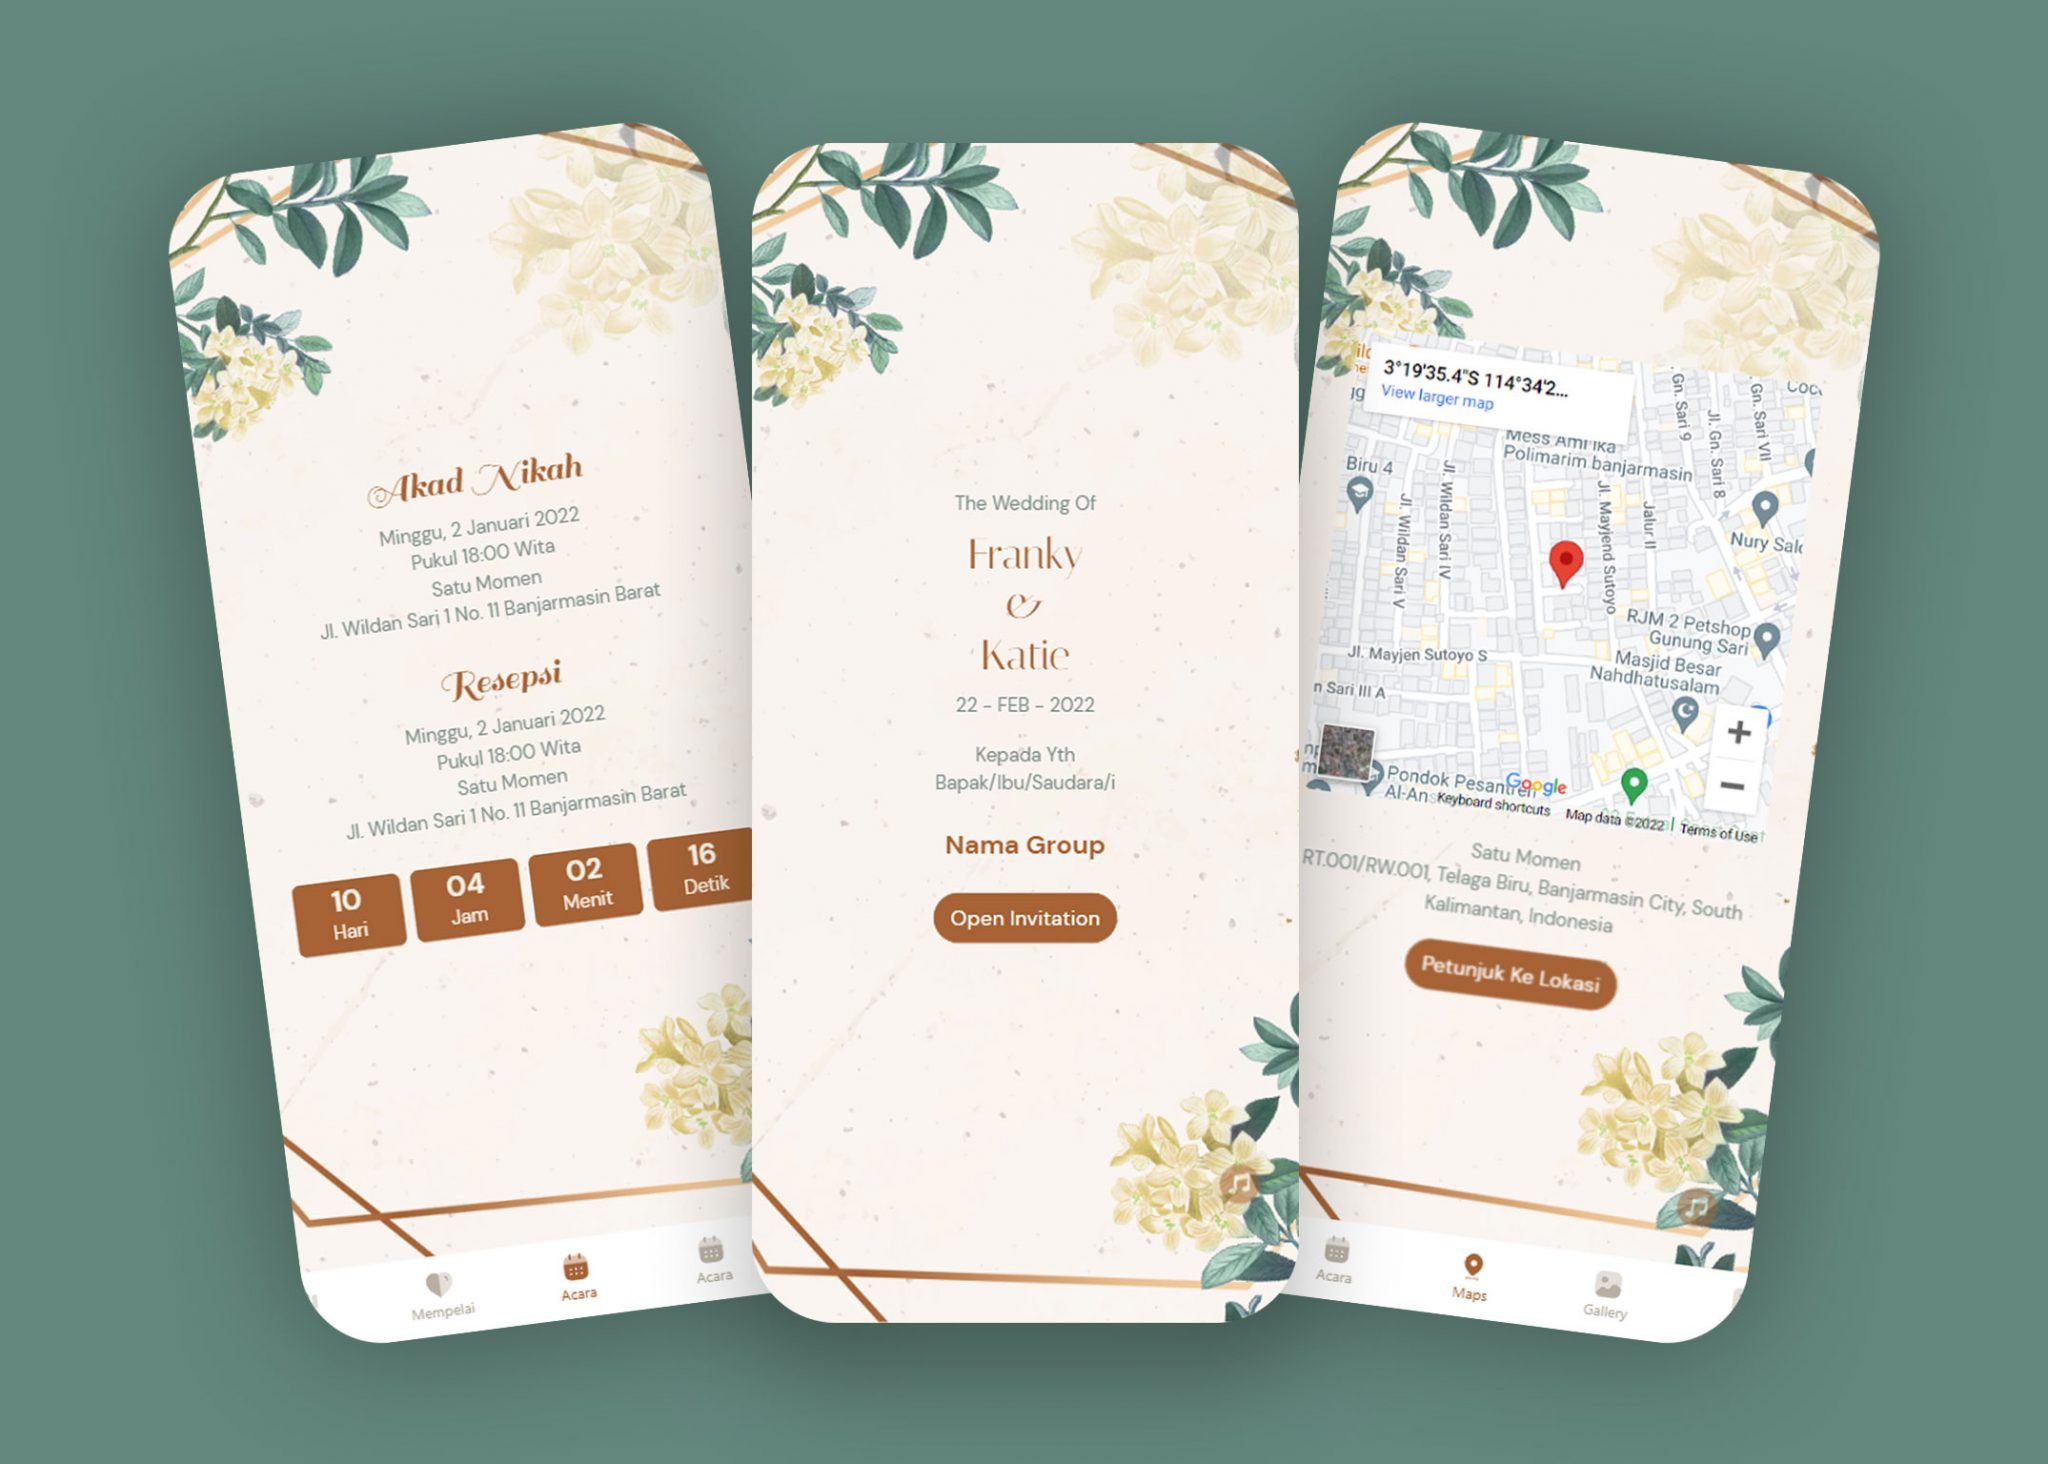 Akad Nikah
Minggu, 2 Januari 2022
Pukul 18:00 Wita
Satu Momen
Jl. Wildan Sari 1 No. 11 Banjarmasin Barat
Resepsi
Minggu, 2 Januari 2022
Pukul 18:00 Wita
Satu Momen
Jl. Wildan Sari 1 No. 11 Banjarmasin Barat
10
Hari
04
Jam
02
Menit
16
Detik
Mempelai
Acara
Acara
The Wedding Of
Franky
&
Katie
22 - FEB - 2022
Kepada Yth
Bapak/Ibu/Saudara/i
Nama Group
Open Invitation
3°19'35.4"S 114°34'2...
View larger map
Mess Ami Ika
Polimarim banjarmasin
Biru 4
Jl. Wildan Sari V
Jl. Wildan Sari IV
Jl. Mayjend Sutoyo
Jalur II
Gn. Sari 9
Jl. Gn. Sari 8
Gn. Sari VII
Nury
RJM 2 Petshop
Gunung Sari
Masjid Besar
Nahdhatusalam
Jl. Mayjen Sutoyo S
n Sari III A
Pondok Pesantren
Google
Keyboard shortcuts
Map data ©2022
Terms of Use
Satu Momen
RT.001/RW.001, Telaga Biru, Banjarmasin City, South
Kalimantan, Indonesia
Petunjuk Ke Lokasi
Acara
Maps
Gallery